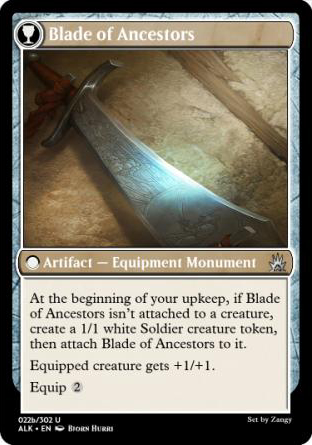 Blade of Ancestors
Artifact — Equipment Monument
At the beginning of your upkeep, if Blade
of Ancestors isn't attached to a creature,
create a 1/1 white Soldier creature token,
then attach Blade of Ancestors to it.
Equipped creature gets +1/+1.
Equip 2
022b/302 U
Set by Zangy
ALK • EN Bjorn Hurri